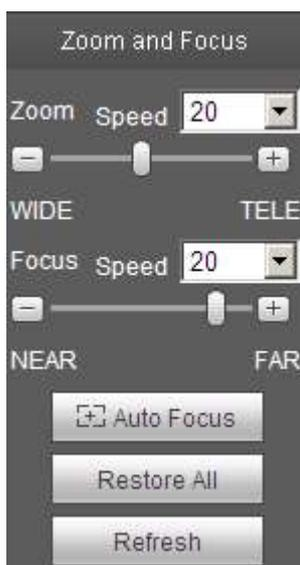 Zoom and Focus
Zoom Speed 20
− +
WIDE TELE
Focus Speed 20
− +
NEAR FAR
Auto Focus
Restore All
Refresh